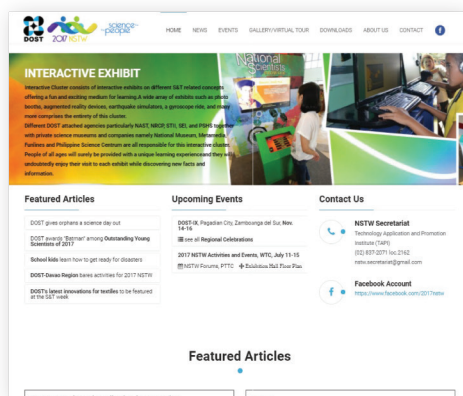 DOST
2017 NSTW
science
people
HOME NEWS EVENTS GALLERY/VIRTUAL TOUR DOWNLOADS ABOUT US CONTACT
National
Scientists
INTERACTIVE EXHIBIT
Interactive Cluster consists of interactive exhibits on different S&T related concepts
offering a fun and exciting medium for learning. A wide array of exhibits such as plasma
booths, augmented reality devices, earthquake simulators, a gyroscope ride, and many
more comprises the entirety of this cluster.
Different DOST attached agencies particularly NAST, NRCP, STII, SEI, and PSHS together
with private science museums and companies namely National Museum, Metamedia,
Funlines and Philippine Science Centrum are all responsible for this interactive cluster.
People of all ages will surely be provided with a unique learning experience and they will
undoubtedly enjoy their visit to each exhibit while discovering new facts and
information.
Featured Articles
DOST gives orphans a science day out
DOST awards "Batman" among Outstanding Young
Scientists of 2017
School kids learn how to get ready for disasters
DOST-Davao Region bares activities for 2017 NSTW
DOST's latest innovations for textiles to be featured
at the S&T week
Upcoming Events
DOST-IX, Pagadian City, Zamboanga del Sur, Nov.
14-16
see all Regional Celebrations
2017 NSTW Activities and Events, WTC, July 11-15
NSTW Forums, PTTC Exhibition Hall Floor Plan
Contact Us
NSTW Secretariat
Technology Application and Promotion
Institute (TAPI)
(02) 837-2071 loc.2162
nstw.secretariat@gmail.com
Facebook Account
https://www.facebook.com/2017nstw
Featured Articles